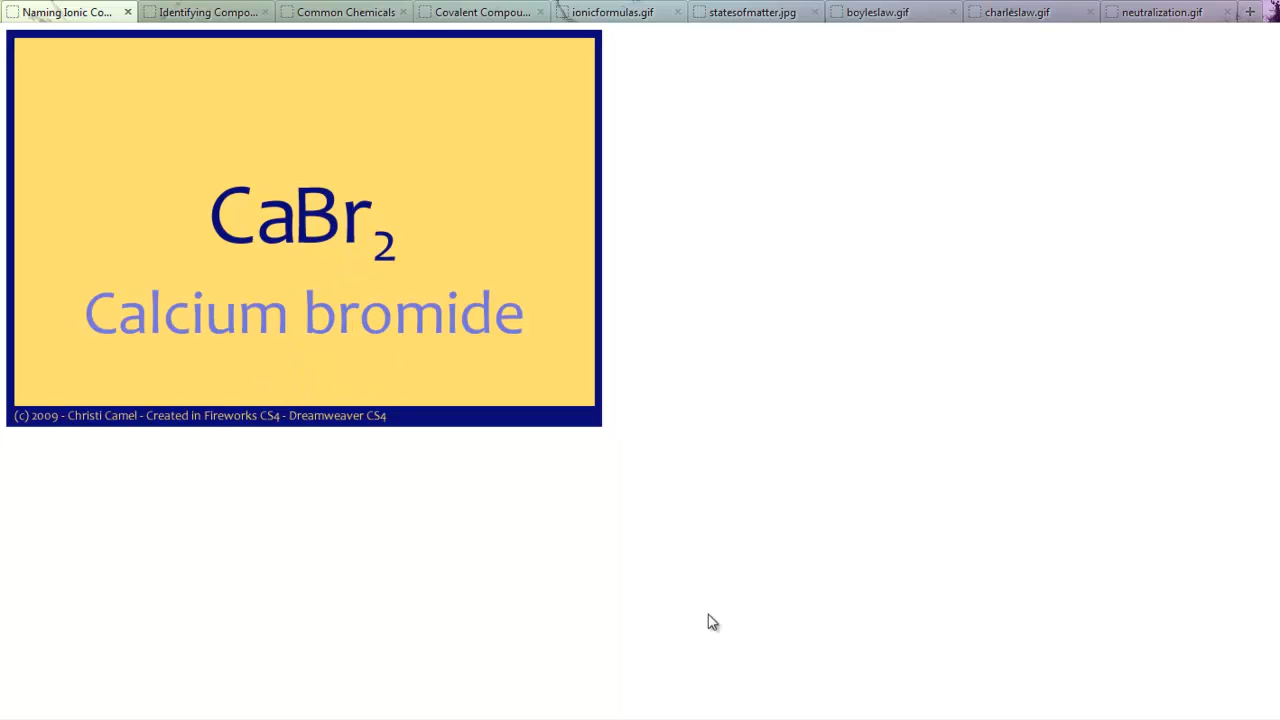 Naming Ionic Co... Identifying Compo... Common Chemicals Covalent Compou... ionicformulas.gif statesofmatter.jpg boyleslaw.gif charleslaw.gif neutralization.gif
CaBr₂
Calcium bromide
(c) 2009 - Christi Camel - Created in Fireworks CS4 - Dreamweaver CS4